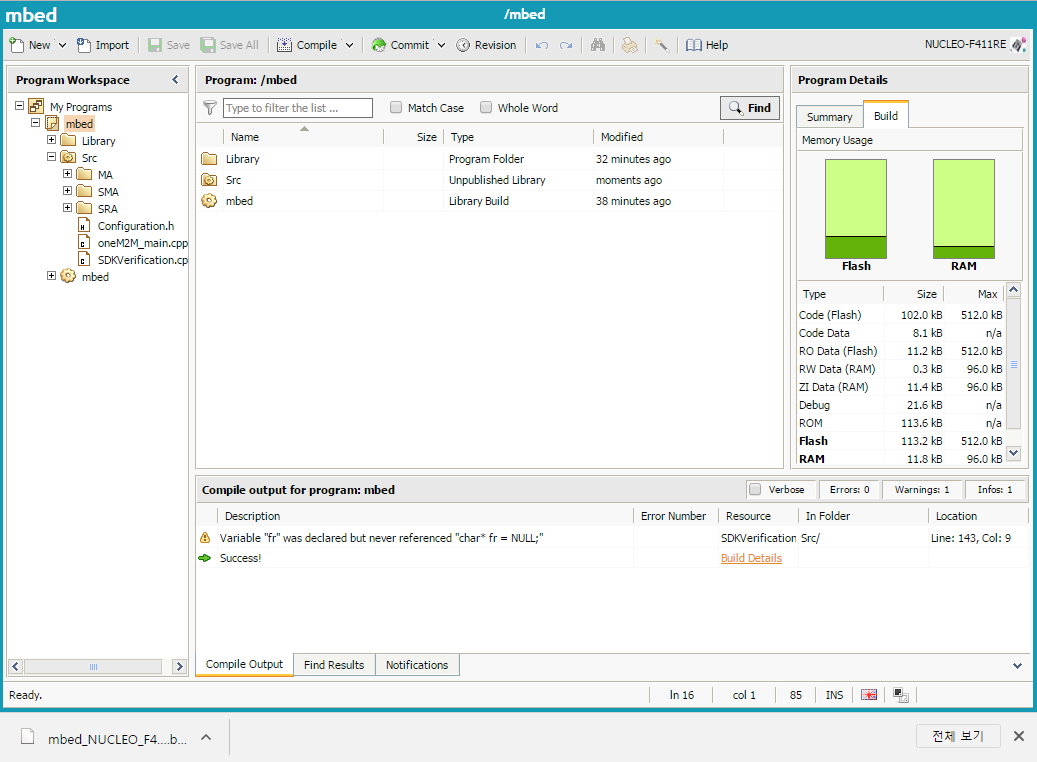 mbed /mbed
New Import Save Save All Compile Commit Revision Help NUCLEO-F411RE
Program Workspace
My Programs
mbed
Library
Src
MA
SMA
SRA
Configuration.h
oneM2M_main.cpp
SDKVerification.cp
mbed
Program: /mbed
Type to filter the list ... Match Case Whole Word Find
Name Size Type Modified
Library Program Folder 32 minutes ago
Src Unpublished Library moments ago
mbed Library Build 38 minutes ago
Program Details
Summary Build
Memory Usage
Flash RAM
Type Size Max
Code (Flash) 102.0 kB 512.0 kB
Code Data 8.1 kB n/a
RO Data (Flash) 11.2 kB 512.0 kB
RW Data (RAM) 0.3 kB 96.0 kB
ZI Data (RAM) 11.4 kB 96.0 kB
Debug 21.6 kB n/a
ROM 113.6 kB n/a
Flash 113.2 kB 512.0 kB
RAM 11.8 kB 96.0 kB
Compile output for program: mbed Verbose Errors: 0 Warnings: 1 Infos: 1
Description Error Number Resource In Folder Location
Variable "fr" was declared but never referenced "char* fr = NULL;" SDKVerification Src/ Line: 143, Col: 9
Success! Build Details
Compile Output Find Results Notifications
Ready. ln 16 col 1 85 INS
mbed_NUCLEO_F4....b... 전체 보기